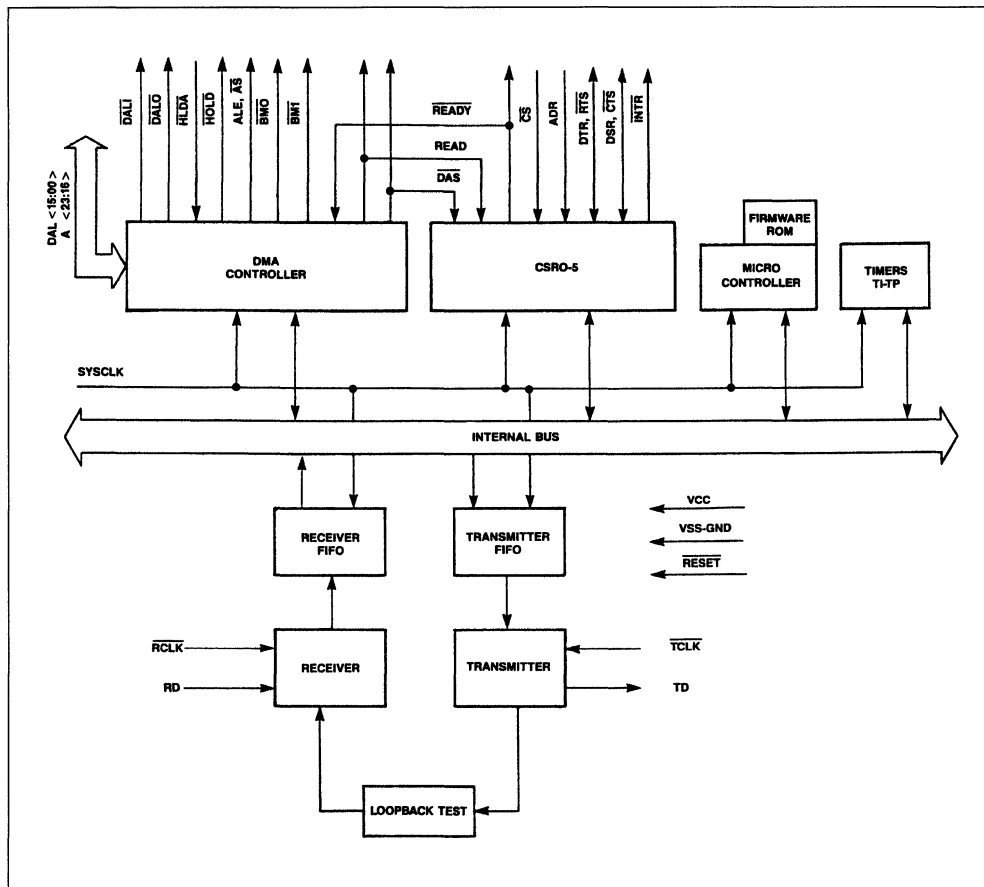 DALI
DALO
HLDA
HOLD
ALE, AS
BMO
BM1
READY
READ
DAS
CS
ADR
DTR, RTS
DSR, CTS
INTR
DAL <15:00>
A <23:16>
DMA
CONTROLLER
CSRO-5
FIRMWARE
ROM
MICRO
CONTROLLER
TIMERS
TI-TP
SYSCLK
INTERNAL BUS
RECEIVER
FIFO
TRANSMITTER
FIFO
VCC
VSS-GND
RESET
RCLK
RD
RECEIVER
TRANSMITTER
TCLK
TD
LOOPBACK TEST